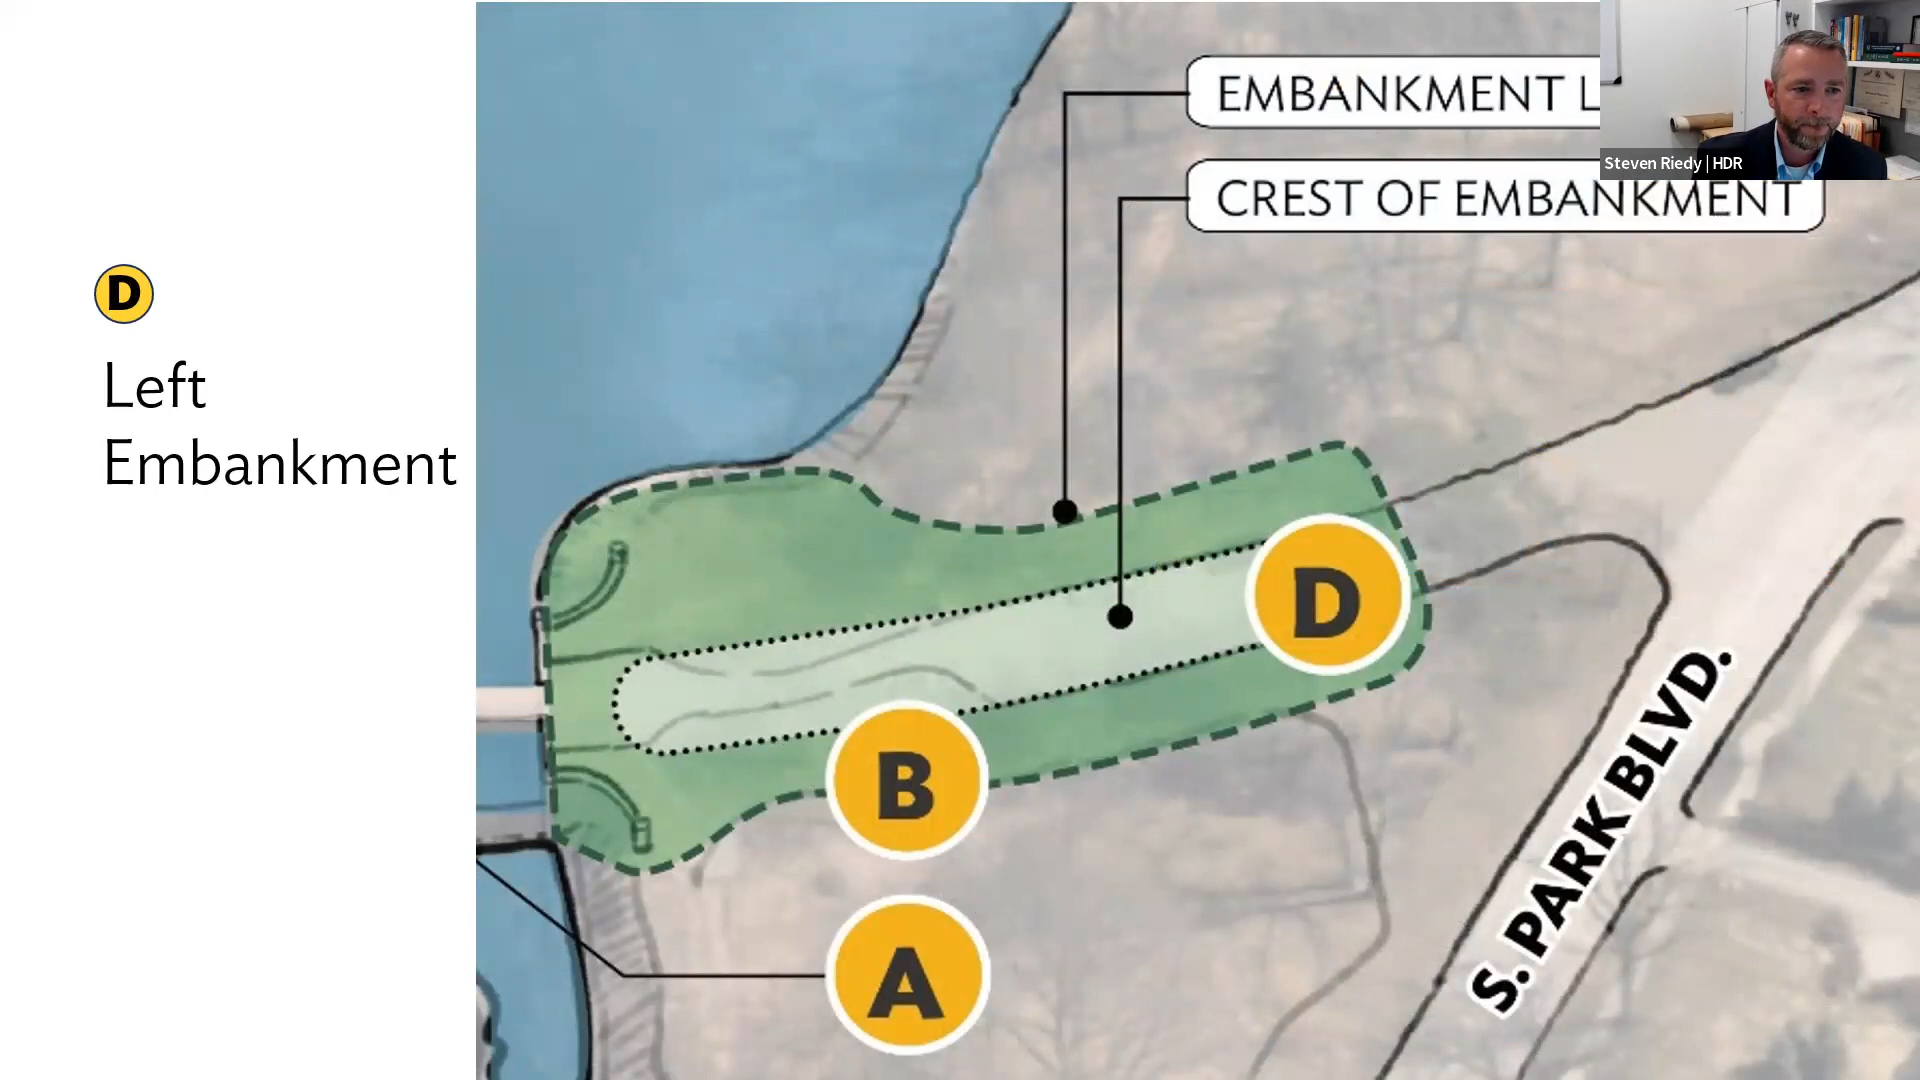 D
Left
Embankment
EMBANKMENT L
CREST OF EMBANKMENT
Steven Riedy | HDR
D
B
A
S. PARK BLVD.